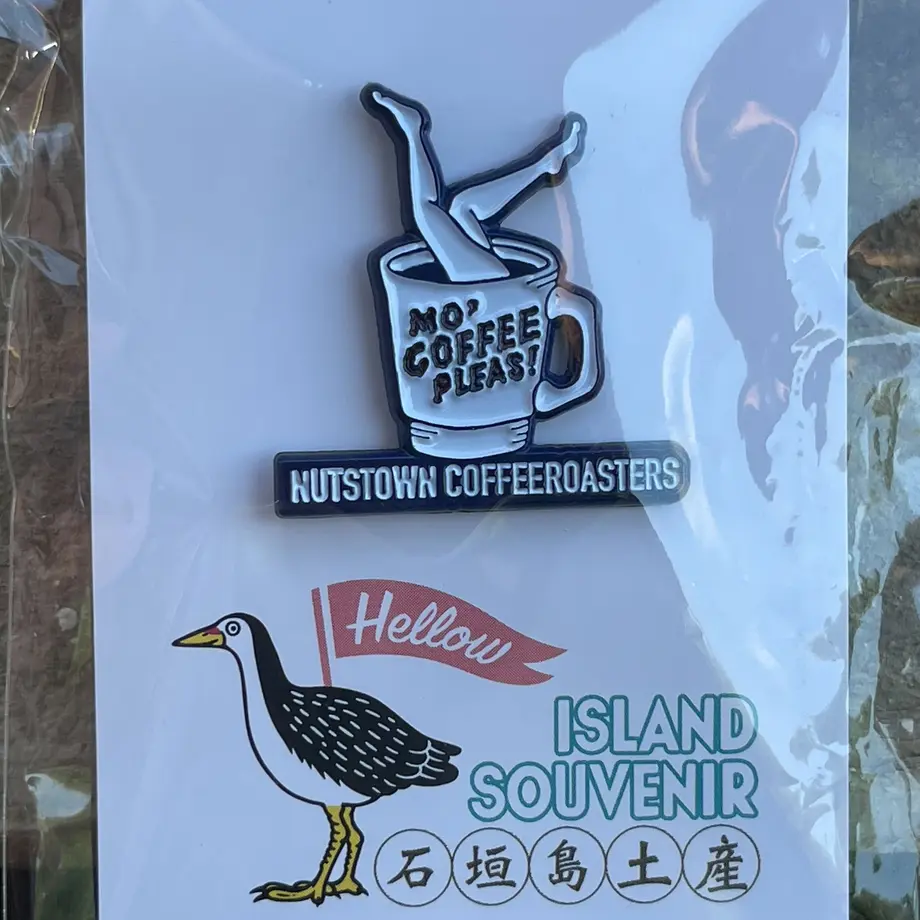 MO'
COFFEE
PLEAS!
NUTSTOWN COFFEEROASTERS
Hellow
ISLAND
SOUVENIR
石垣島土産